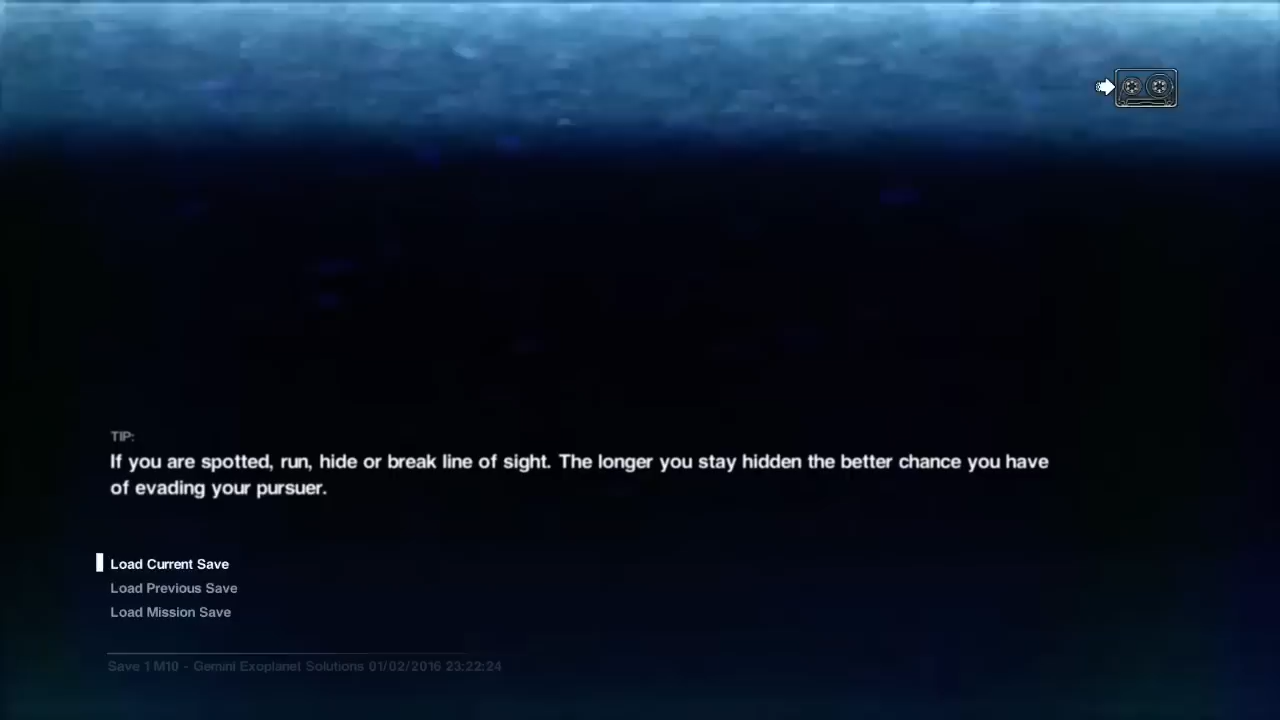 TIP:
If you are spotted, run, hide or break line of sight. The longer you stay hidden the better chance you have
of evading your pursuer.
Load Current Save
Load Previous Save
Load Mission Save
Save 1 M10 - Gemini Exoplanet Solutions 01/02/2016 23:22:24